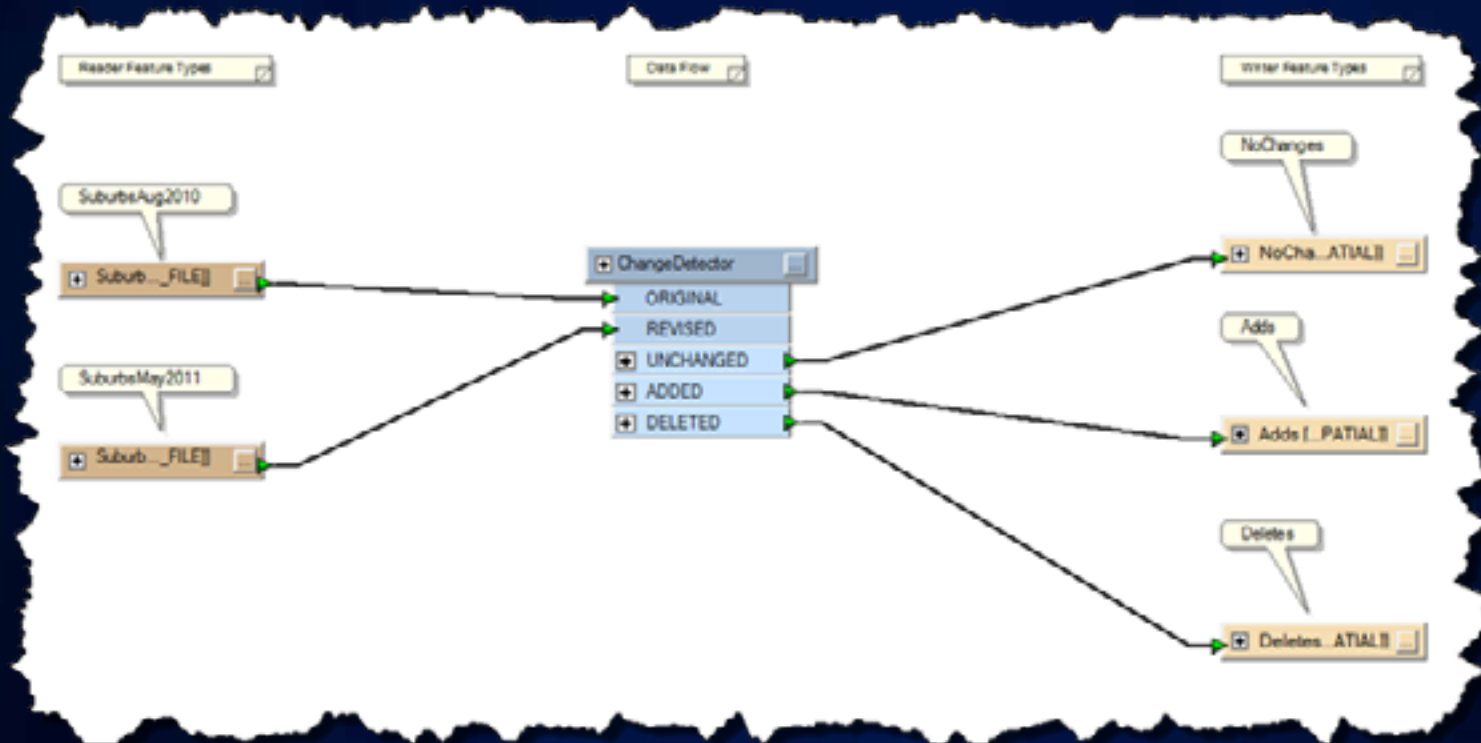 Reader Feature Types
Data Flow
Writer Feature Types
SuburbsAug2010
Suburb..._FILE]]
SuburbsMay2011
Suburb..._FILE]]
ChangeDetector
ORIGINAL
REVISED
UNCHANGED
ADDED
DELETED
NoChanges
NoCha...ATIAL]]
Adds
Adds [...PATIAL]]
Deletes
Deletes...ATIAL]]